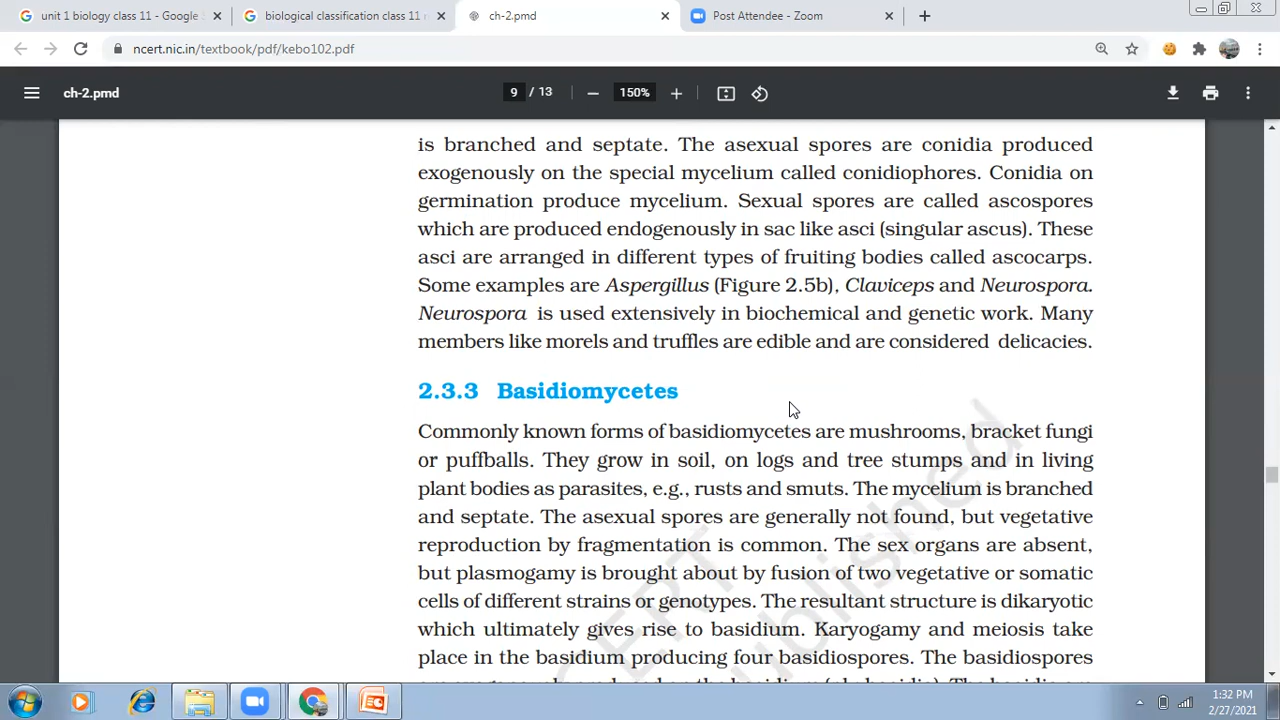 unit 1 biology class 11 - Google S
biological classification class 11 n
ch-2.pmd
Post Attendee - Zoom
ncert.nic.in/textbook/pdf/kebo102.pdf
ch-2.pmd
9 / 13
150%
is branched and septate. The asexual spores are conidia produced
exogenously on the special mycelium called conidiophores. Conidia on
germination produce mycelium. Sexual spores are called ascospores
which are produced endogenously in sac like asci (singular ascus). These
asci are arranged in different types of fruiting bodies called ascocarps.
Some examples are Aspergillus (Figure 2.5b), Claviceps and Neurospora.
Neurospora is used extensively in biochemical and genetic work. Many
members like morels and truffles are edible and are considered delicacies.
2.3.3 Basidiomycetes
Commonly known forms of basidiomycetes are mushrooms, bracket fungi
or puffballs. They grow in soil, on logs and tree stumps and in living
plant bodies as parasites, e.g., rusts and smuts. The mycelium is branched
and septate. The asexual spores are generally not found, but vegetative
reproduction by fragmentation is common. The sex organs are absent,
but plasmogamy is brought about by fusion of two vegetative or somatic
cells of different strains or genotypes. The resultant structure is dikaryotic
which ultimately gives rise to basidium. Karyogamy and meiosis take
place in the basidium producing four basidiospores. The basidiospores
1:32 PM
2/27/2021